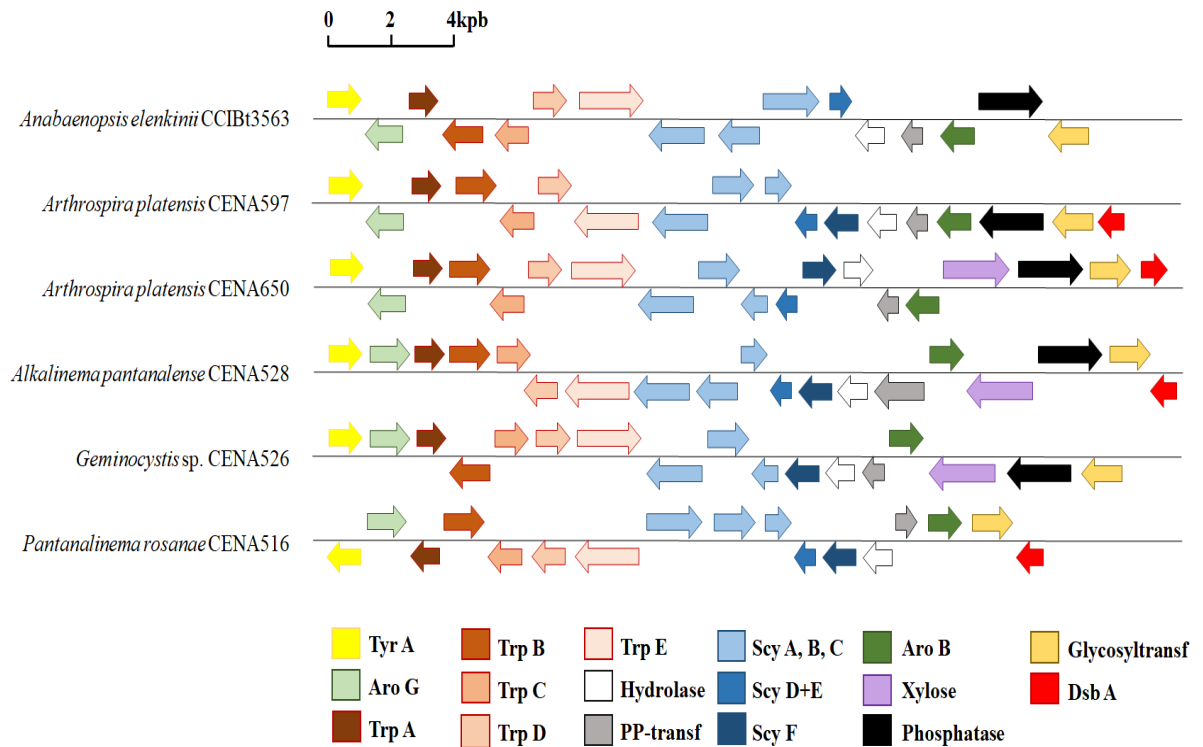 0 2 4kpb
Anabaenopsis elenkinii CCIBt3563
Arthrospira platensis CENA597
Arthrospira platensis CENA650
Alkalinema pantanalense CENA528
Geminocystis sp. CENA526
Pantanalinema rosanae CENA516
Tyr A Trp B Trp E Scy A, B, C Aro B Glycosyltransf
Aro G Trp C Hydrolase Scy D+E Xylose Dsb A
Trp A Trp D PP-transf Scy F Phosphatase